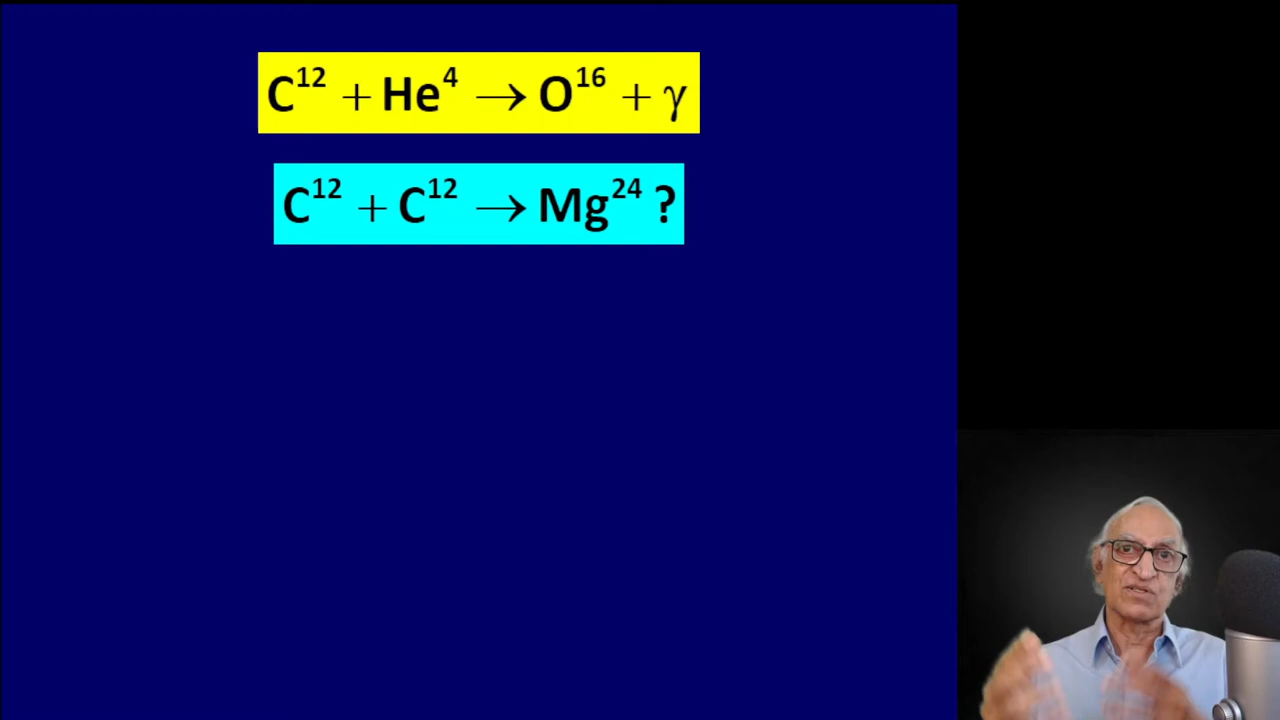 C¹² + He⁴ → O¹⁶ + γ
C¹² + C¹² → Mg²⁴ ?